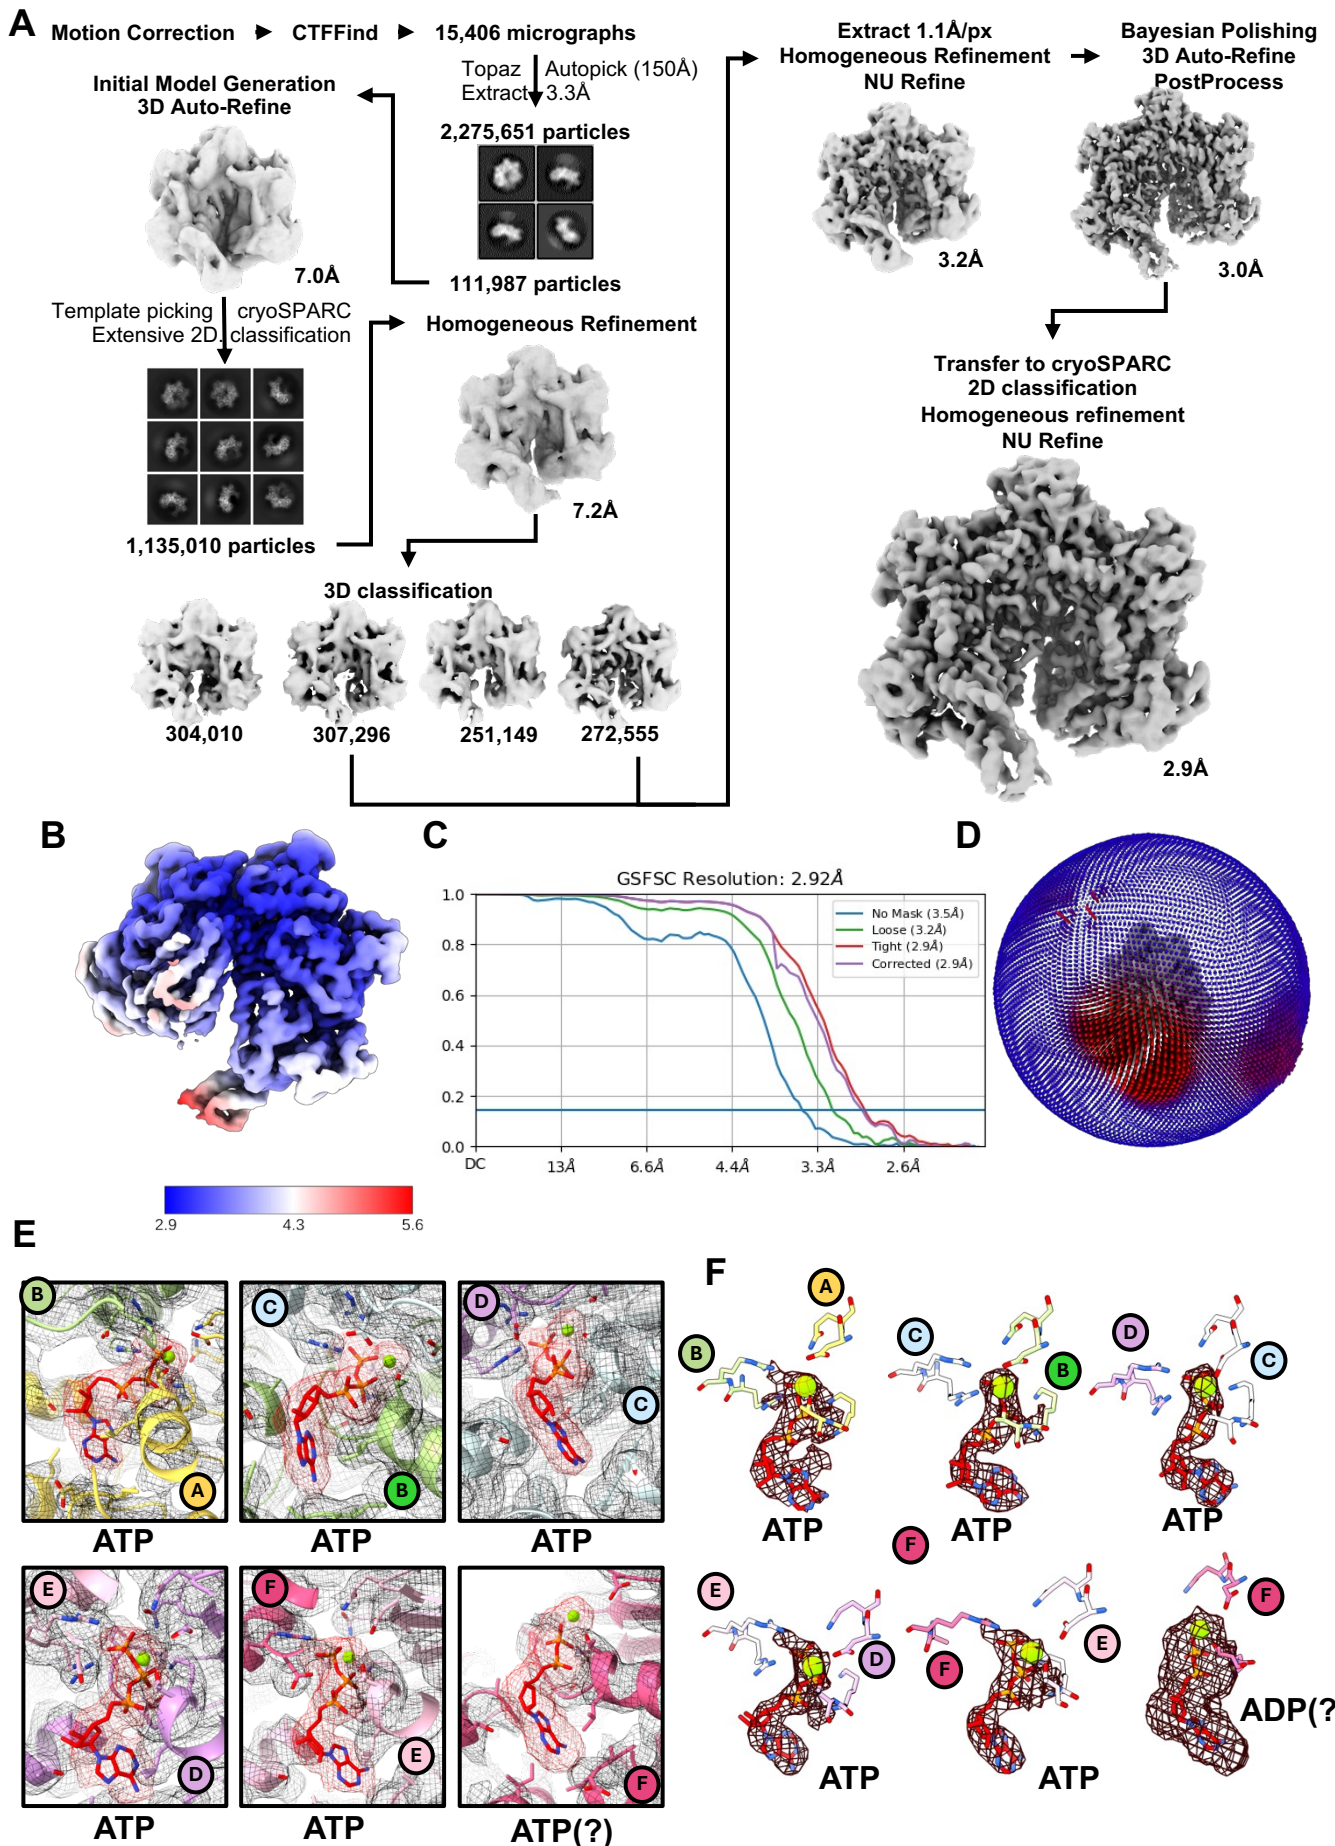 A
Motion Correction
CTFFind
15,406 micrographs
Topaz Autopick (150Å)
Extract 3.3Å
2,275,651 particles
111,987 particles
Initial Model Generation
3D Auto-Refine
7.0Å
Template picking cryoSPARC
Extensive 2D. classification
1,135,010 particles
Homogeneous Refinement
7.2Å
3D classification
304,010
307,296
251,149
272,555
Extract 1.1Å/px
Homogeneous Refinement
NU Refine
3.2Å
Bayesian Polishing
3D Auto-Refine
PostProcess
3.0Å
Transfer to cryoSPARC
2D classification
Homogeneous refinement
NU Refine
2.9Å
B
2.9
4.3
5.6
C
GSFSC Resolution: 2.92Å
1.0
0.8
0.6
0.4
0.2
0.0
No Mask (3.5Å)
Loose (3.2Å)
Tight (2.9Å)
Corrected (2.9Å)
DC
13Å
6.6Å
4.4Å
3.3Å
2.6Å
D
E
B
A
ATP
C
B
ATP
D
C
ATP
E
D
ATP
F
E
ATP
F
ATP(?)
F
A
B
ATP
C
B
ATP
D
C
ATP
E
D
ATP
F
F
E
ATP
F
ADP(?